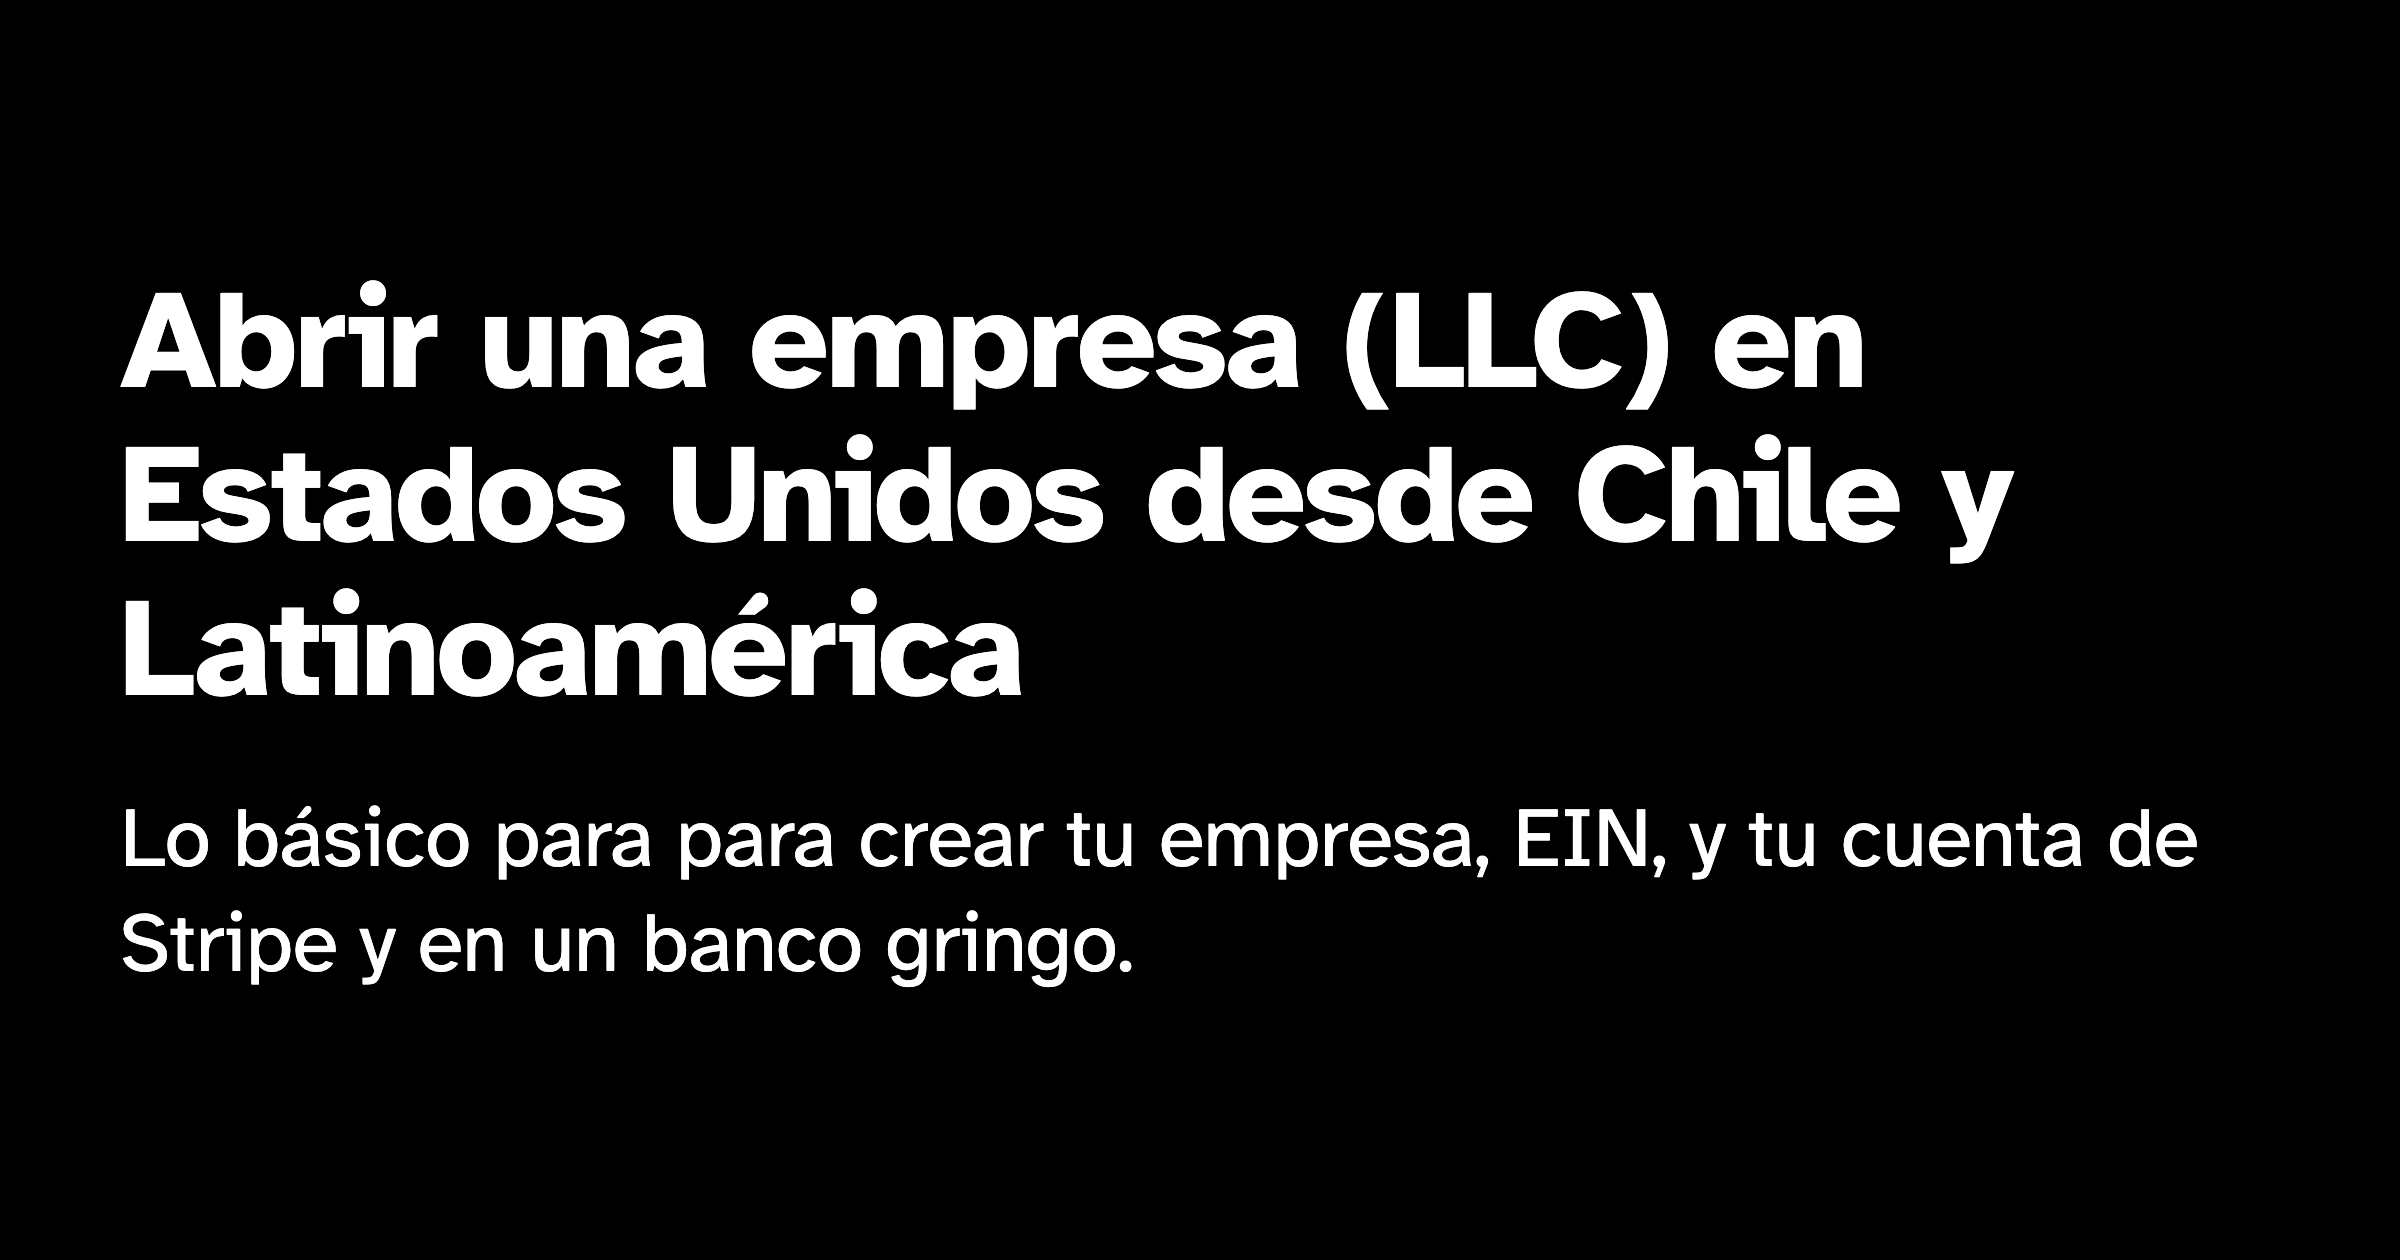 Abrir una empresa (LLC) en
Estados Unidos desde Chile y
Latinoamérica
Lo básico para para crear tu empresa, EIN, y tu cuenta de
Stripe y en un banco gringo.